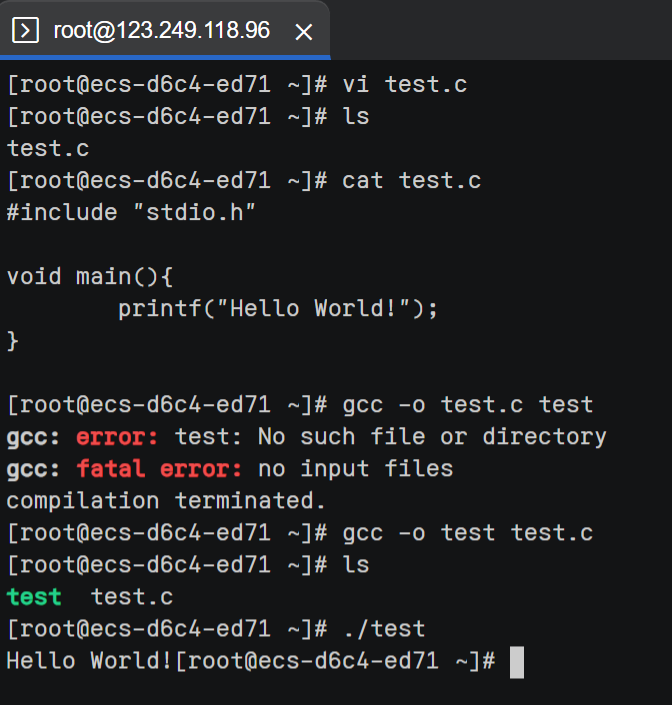 root@123.249.118.96
[root@ecs-d6c4-ed71 ~]# vi test.c
[root@ecs-d6c4-ed71 ~]# ls
test.c
[root@ecs-d6c4-ed71 ~]# cat test.c
#include "stdio.h"
void main(){
        printf("Hello World!");
}
[root@ecs-d6c4-ed71 ~]# gcc -o test.c test
gcc: error: test: No such file or directory
gcc: fatal error: no input files
compilation terminated.
[root@ecs-d6c4-ed71 ~]# gcc -o test test.c
[root@ecs-d6c4-ed71 ~]# ls
test  test.c
[root@ecs-d6c4-ed71 ~]# ./test
Hello World![root@ecs-d6c4-ed71 ~]#